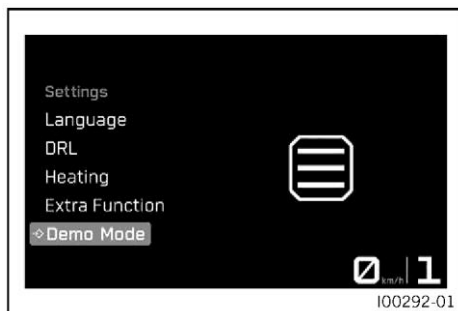 Settings
Language
DRL
Heating
Extra Function
Demo Mode
0 km/h 1
I00292-01